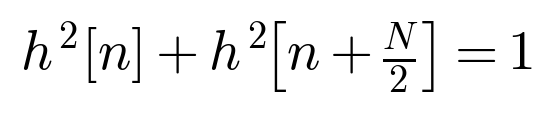 h²[n] + h²[n + N/2] = 1